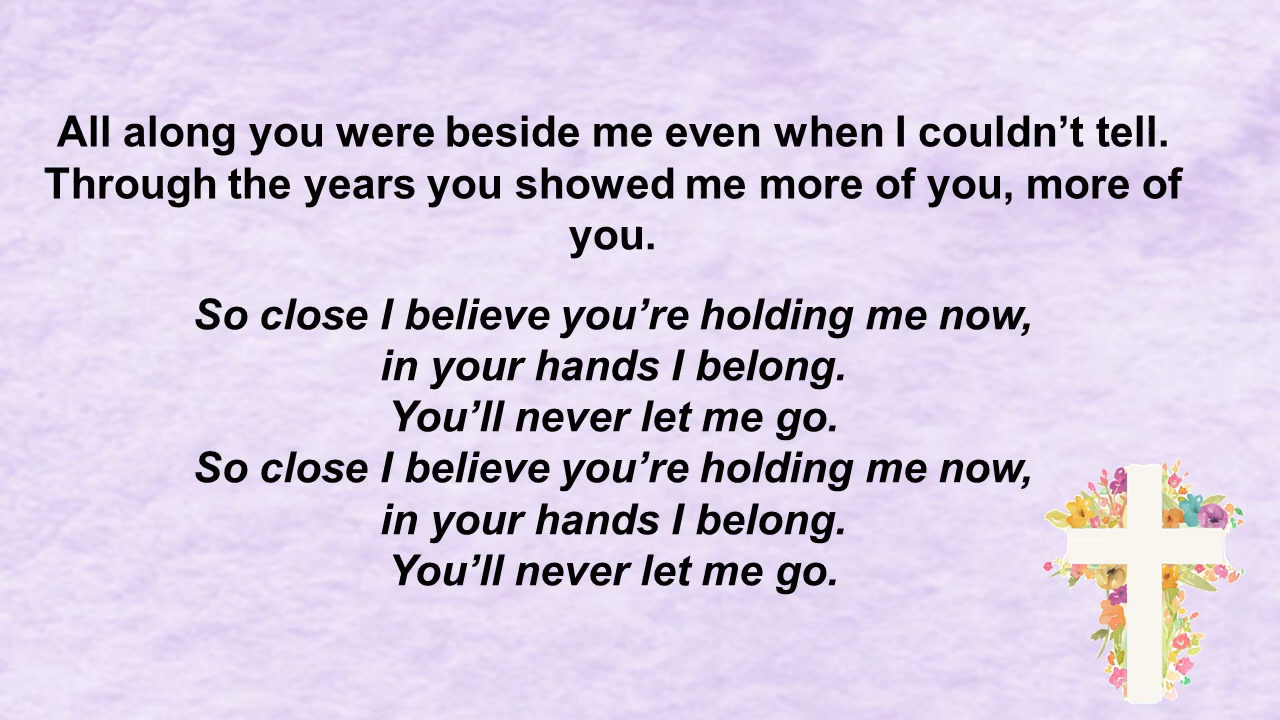 All along you were beside me even when I couldn’t tell.
Through the years you showed me more of you, more of
you.
So close I believe you’re holding me now,
in your hands I belong.
You’ll never let me go.
So close I believe you’re holding me now,
in your hands I belong.
You’ll never let me go.